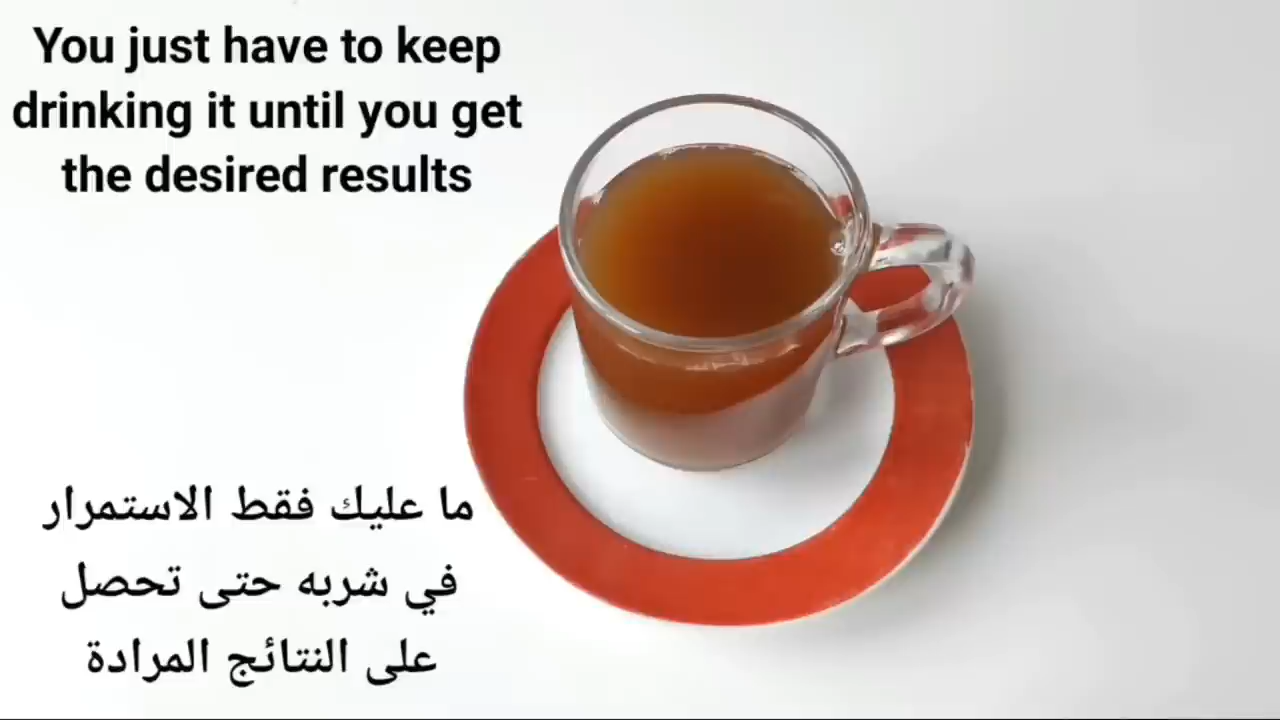 You just have to keep
drinking it until you get
the desired results
ما عليك فقط الاستمرار
في شربه حتى تحصل
على النتائج المرادة